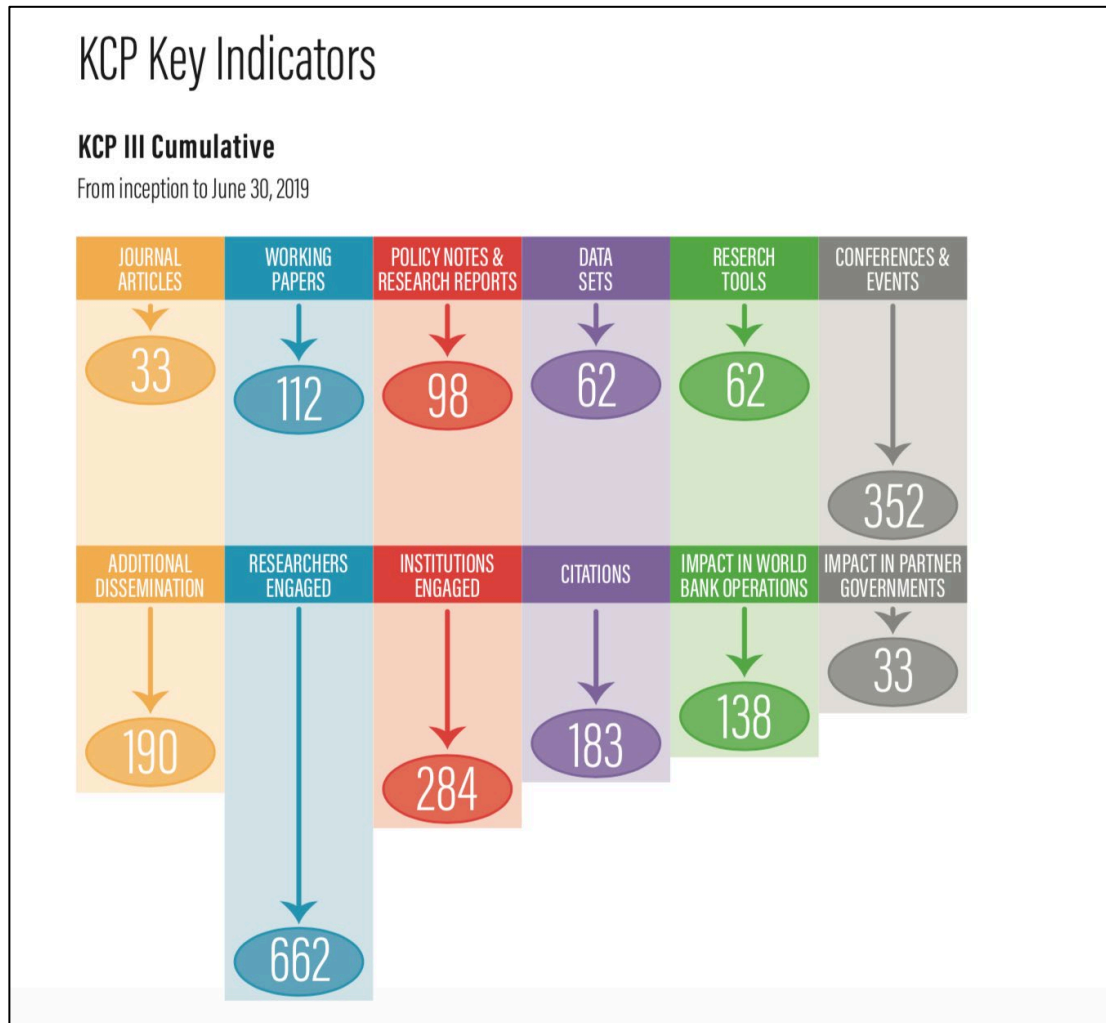 KCP Key Indicators
KCP III Cumulative
From inception to June 30, 2019
JOURNAL
ARTICLES
WORKING
PAPERS
POLICY NOTES &
RESEARCH REPORTS
DATA
SETS
RESERCH
TOOLS
CONFERENCES &
EVENTS
33
112
98
62
62
352
ADDITIONAL
DISSEMINATION
RESEARCHERS
ENGAGED
INSTITUTIONS
ENGAGED
CITATIONS
IMPACT IN WORLD
BANK OPERATIONS
IMPACT IN PARTNER
GOVERNMENTS
190
662
284
183
138
33